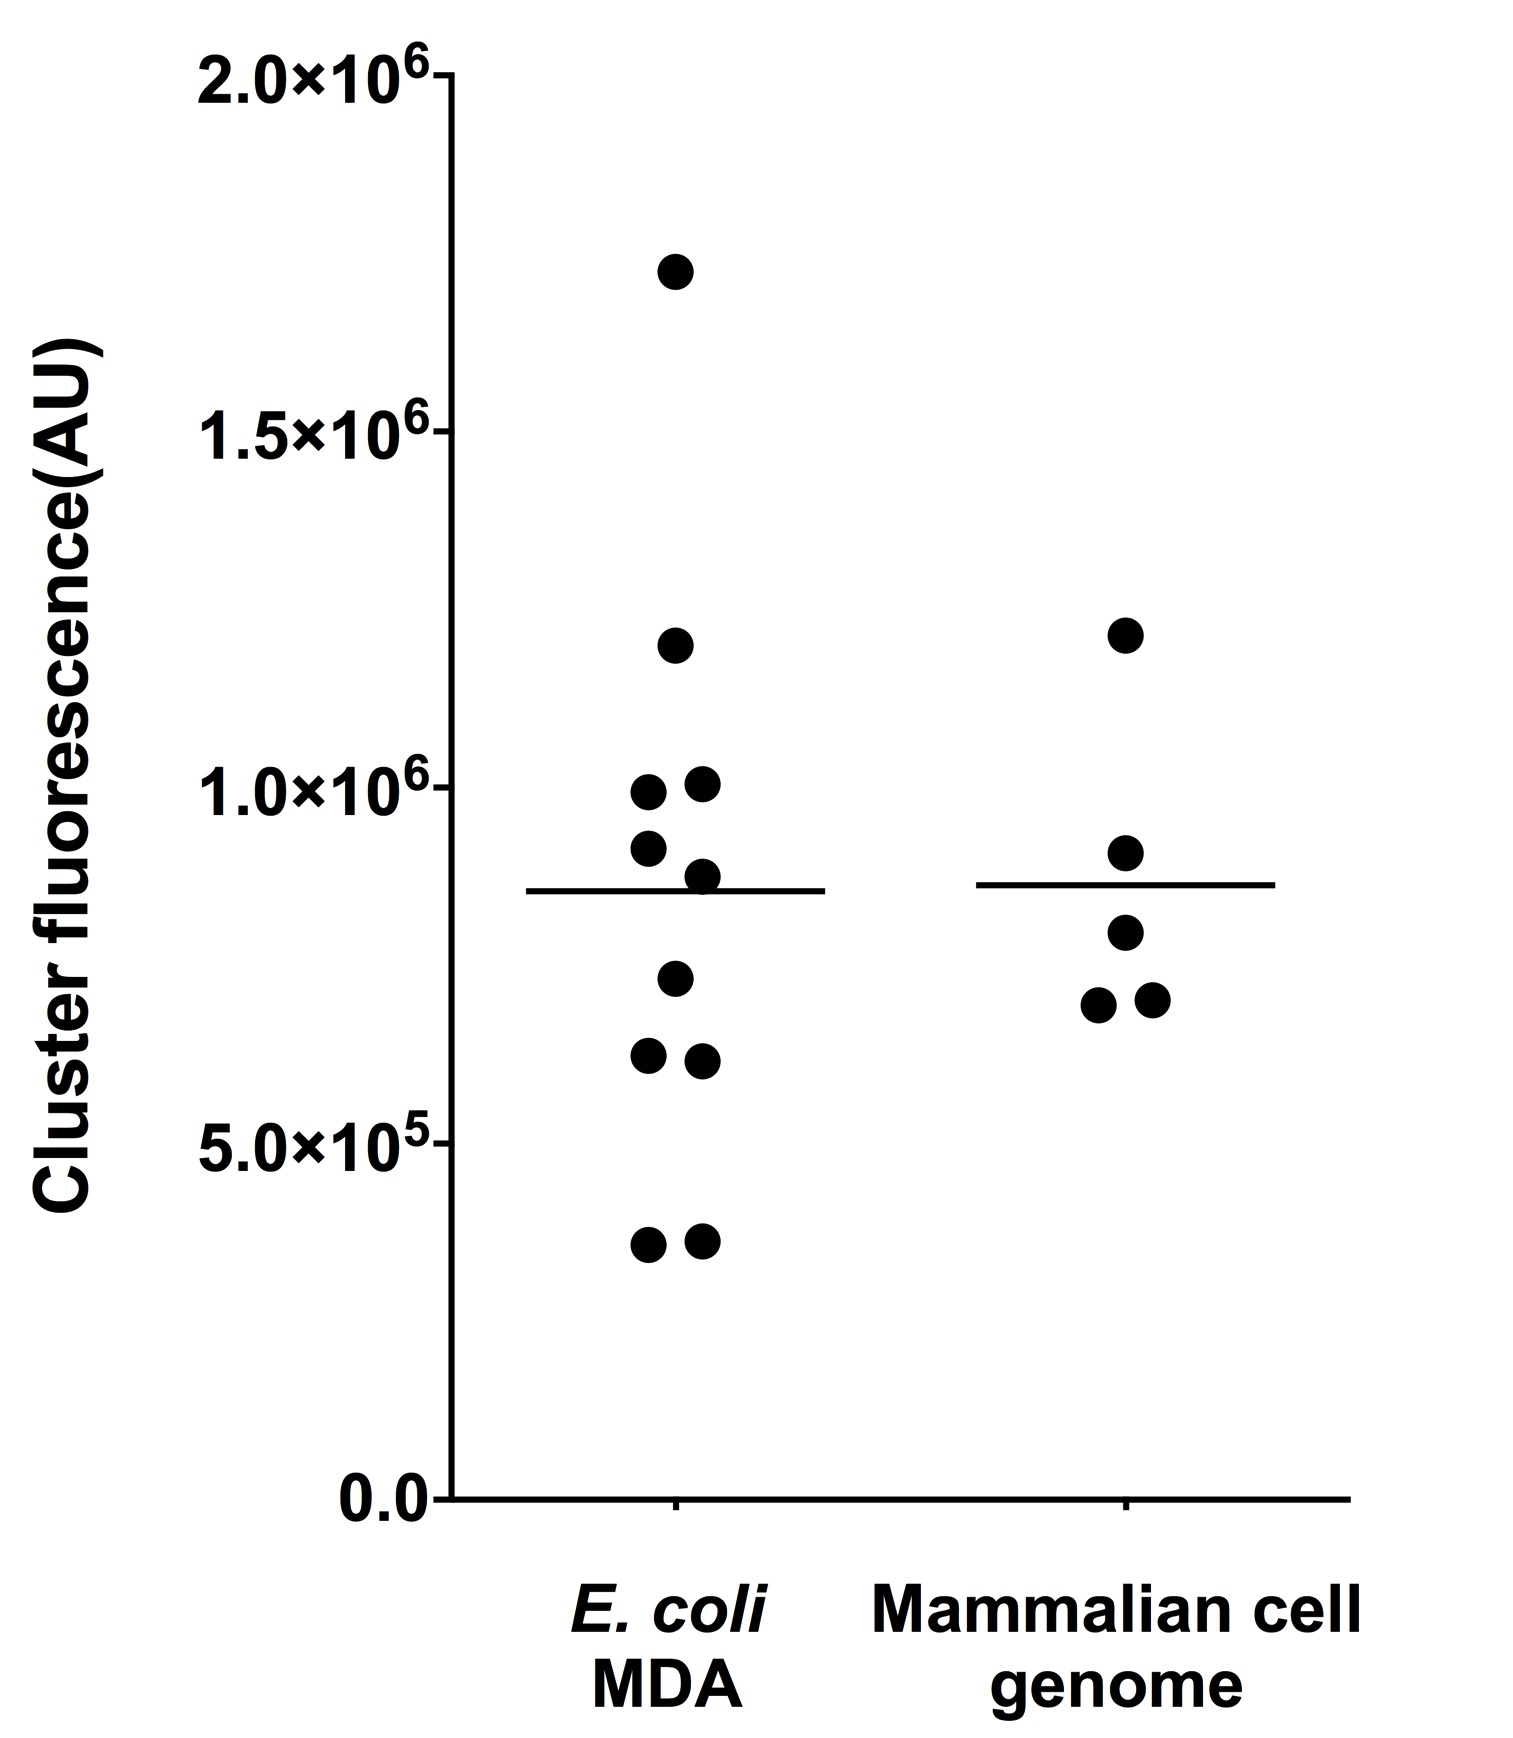 Cluster fluorescence(AU)
2.0×10⁶
1.5×10⁶
1.0×10⁶
5.0×10⁵
0.0
E. coli
MDA
Mammalian cell
genome